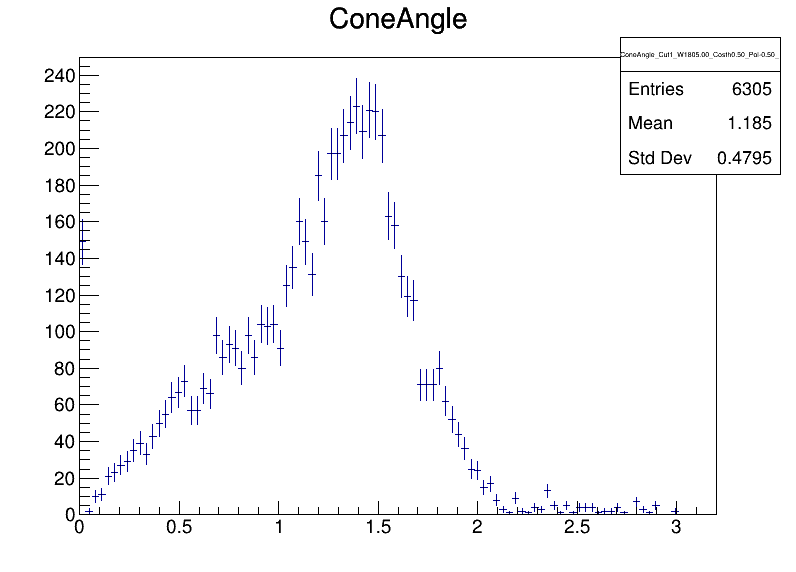 ConeAngle
ConeAngle_Cut1_W1805.00_Costh0.50_Pol-0.50_
Entries 6305
Mean 1.185
Std Dev 0.4795
240
220
200
180
160
140
120
100
80
60
40
20
0
0 0.5 1 1.5 2 2.5 3